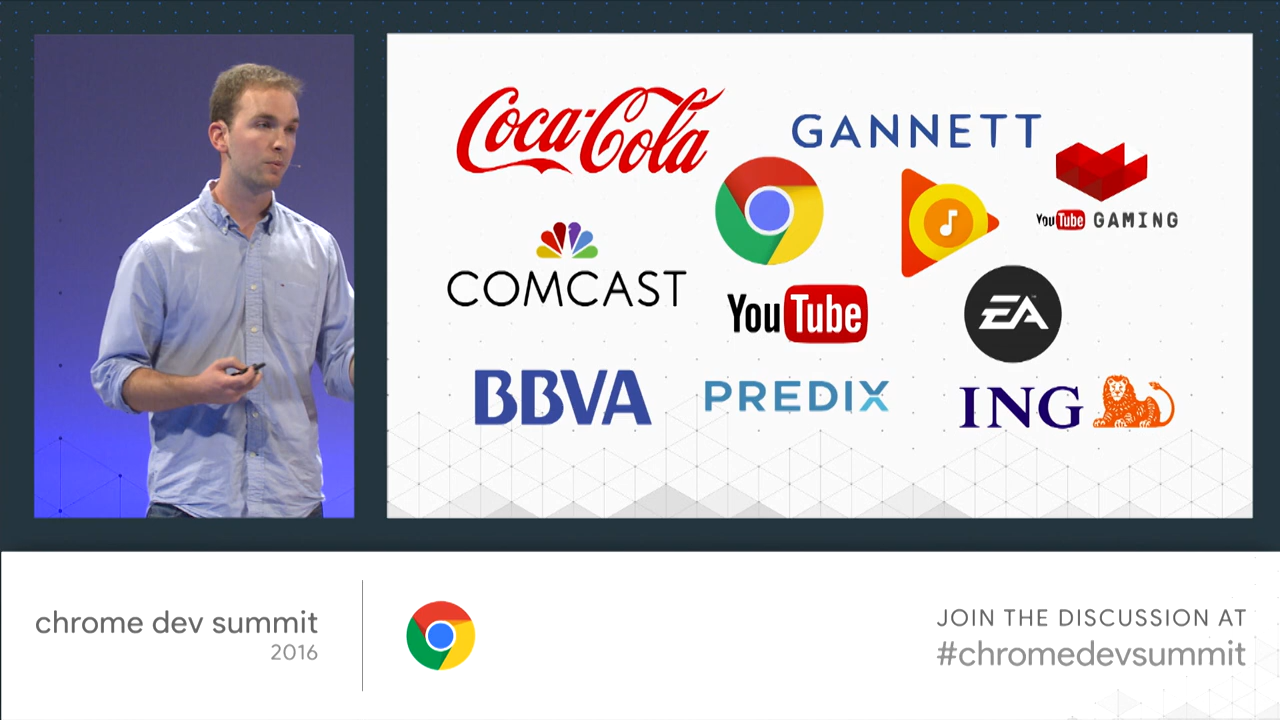 Coca-Cola
GANNETT
YouTube GAMING
COMCAST
YouTube
EA
BBVA
PREDIX
ING
chrome dev summit
2016
JOIN THE DISCUSSION AT
#chromedevsummit